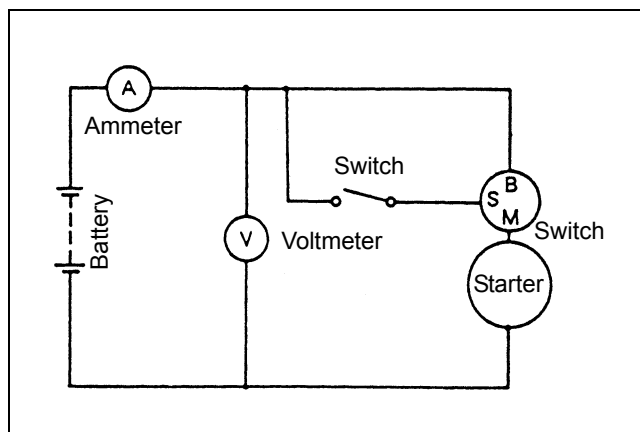 A
Ammeter
Switch
B
S
M
Switch
Battery
V
Voltmeter
Starter